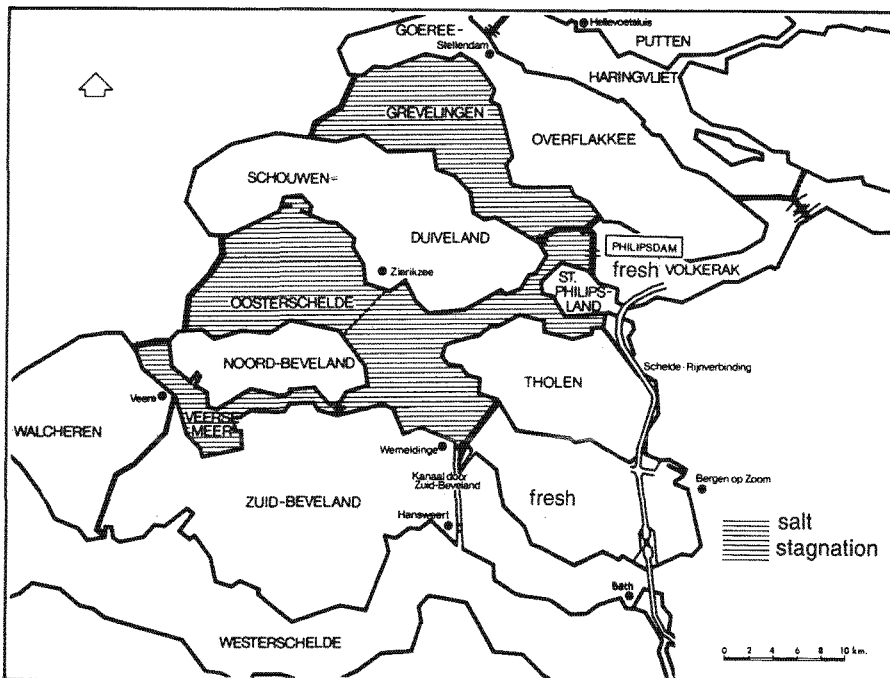 GOEREE-
Stellendam
Hellevoetsluis
PUTTEN
HARINGVLIET
GREVELINGEN
OVERFLAKKEE
SCHOUWEN-
DUIVELAND
PHILIPSDAM
fresh VOLKERAK
Zierikzee
ST. PHILIPS-
LAND
OOSTERSCHELDE
NOORD-BEVELAND
Schelde-Rijnverbinding
THOLEN
Veere
VEERSE
MEER
WALCHEREN
Wemeldinge
Kanaal door
Zuid-Beveland
Bergen op Zoom
ZUID-BEVELAND
fresh
Hansweert
salt
stagnation
Bath
WESTERSCHELDE
0 2 4 6 8 10 km.